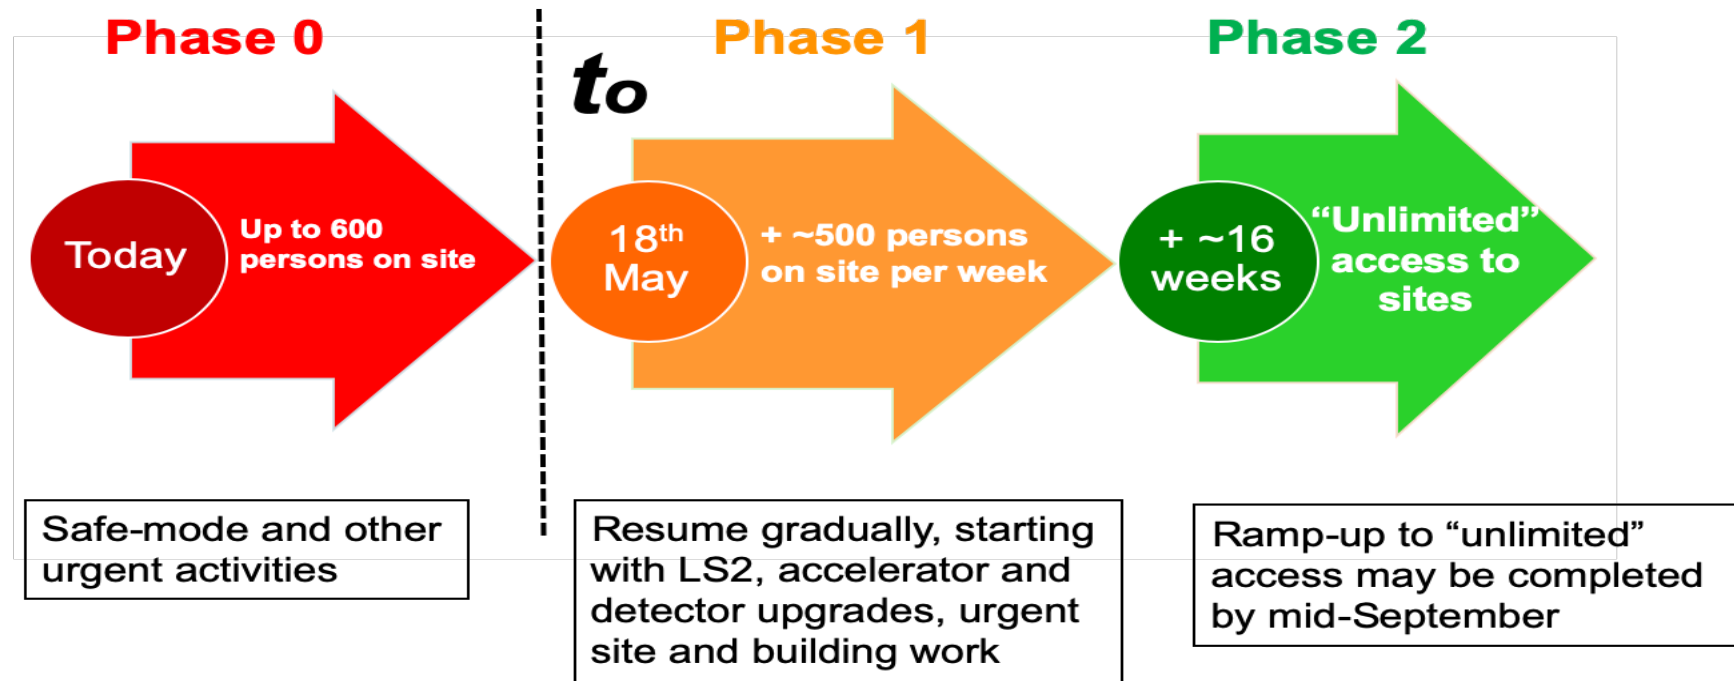 Phase 0
Phase 1
Phase 2
to
Today
Up to 600
persons on site
18th
May
+ ~500 persons
on site per week
+ ~16
weeks
“Unlimited”
access to
sites
Safe-mode and other
urgent activities
Resume gradually, starting
with LS2, accelerator and
detector upgrades, urgent
site and building work
Ramp-up to “unlimited”
access may be completed
by mid-September